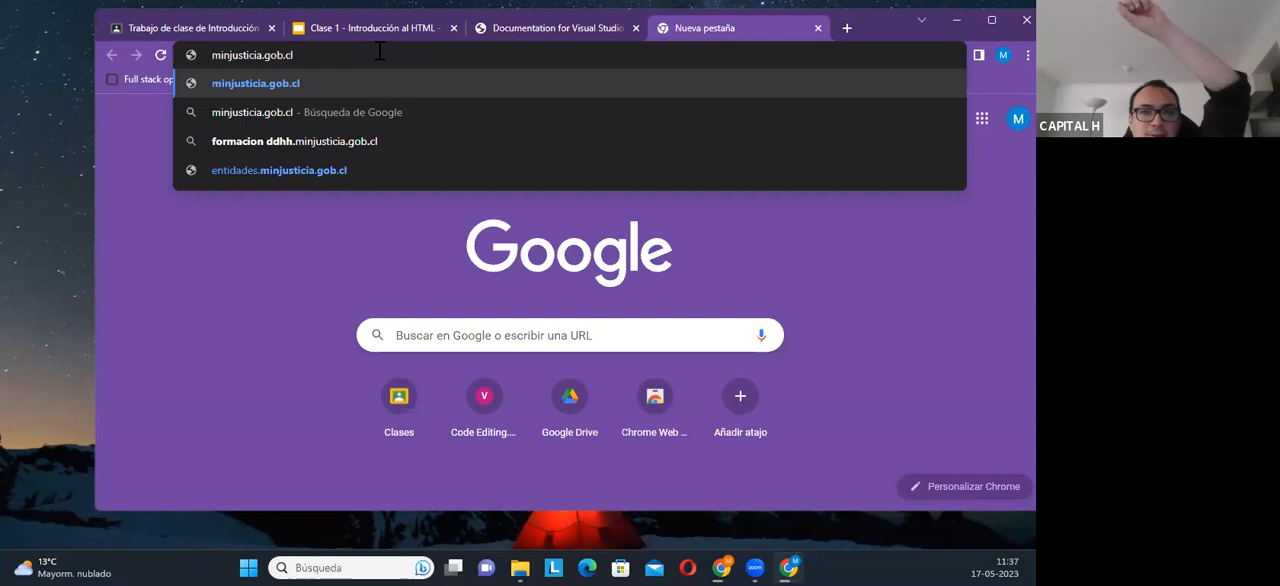 Trabajo de clase de Introducción
Clase 1 - Introducción al HTML -
Documentation for Visual Studio
Nueva pestaña
minjusticia.gob.cl
Full stack op
minjusticia.gob.cl
minjusticia.gob.cl - Búsqueda de Google
formacion ddhh.minjusticia.gob.cl
entidades.minjusticia.gob.cl
M
M
CAPITAL H
Google
Buscar en Google o escribir una URL
V
Clases
Code Editing....
Google Drive
Chrome Web ...
Añadir atajo
Personalizar Chrome
13°C
Mayorm. nublado
Búsqueda
L
zoom
11:37
17-05-2023